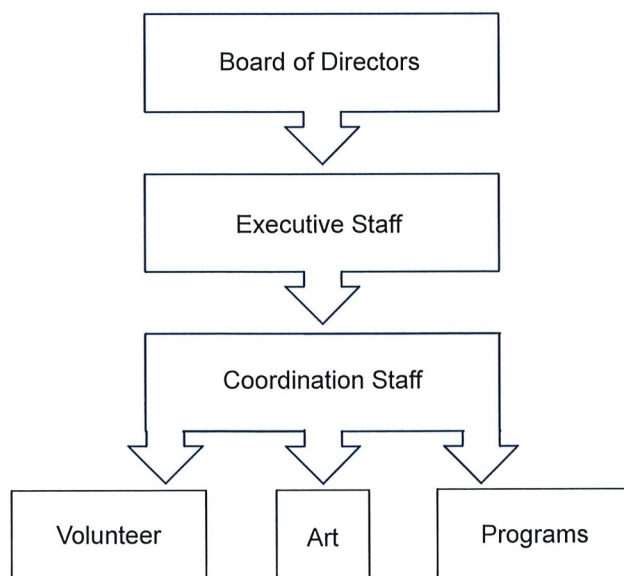 Board of Directors
Executive Staff
Coordination Staff
Volunteer
Art
Programs